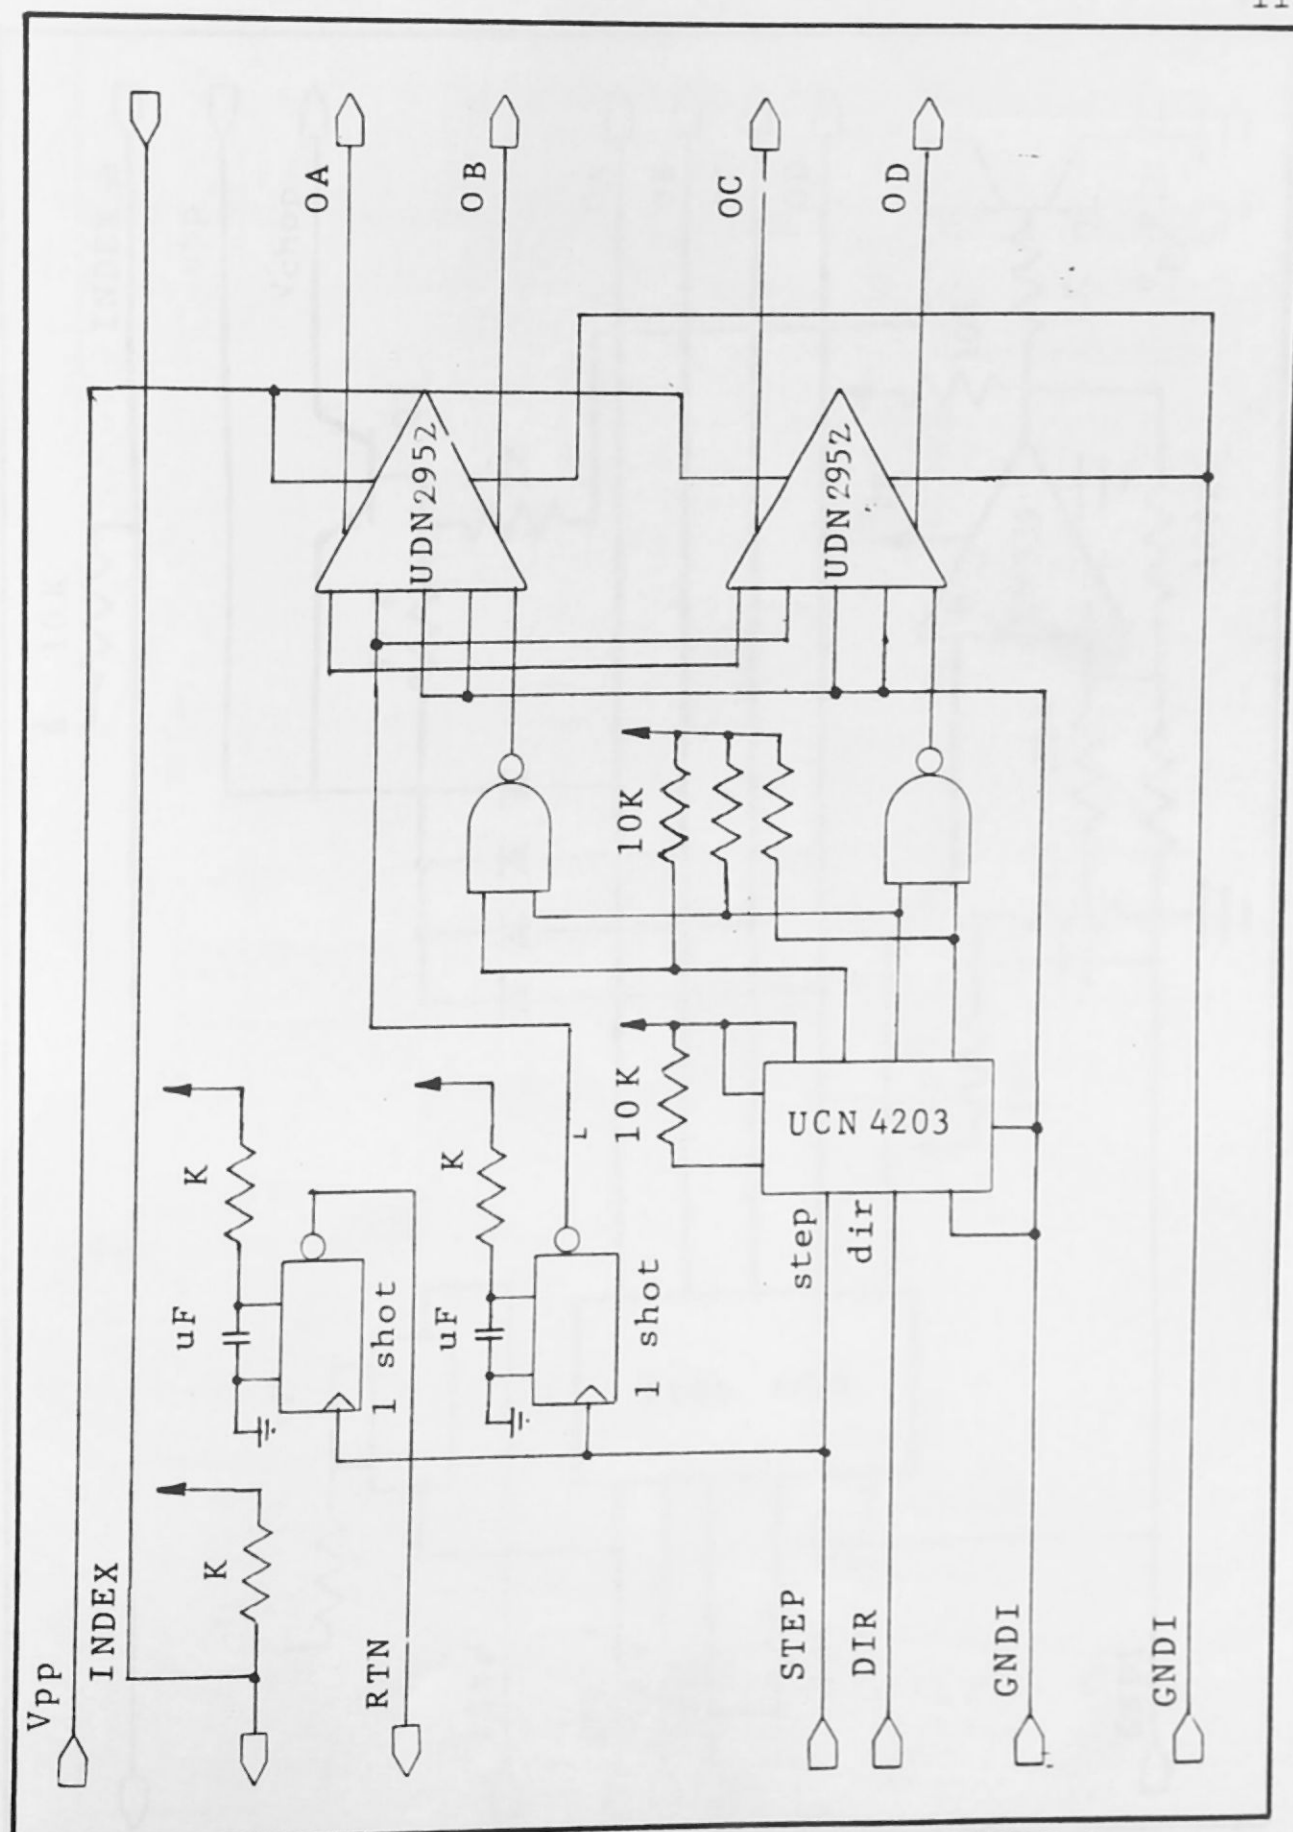 Vpp
INDEX
RTN
STEP
DIR
GNDI
GNDI
K
uF
K
1 shot
uF
K
1 shot
step
dir
10K
UCN 4203
10K
UDN2952
UDN2952
OA
OB
OC
OD